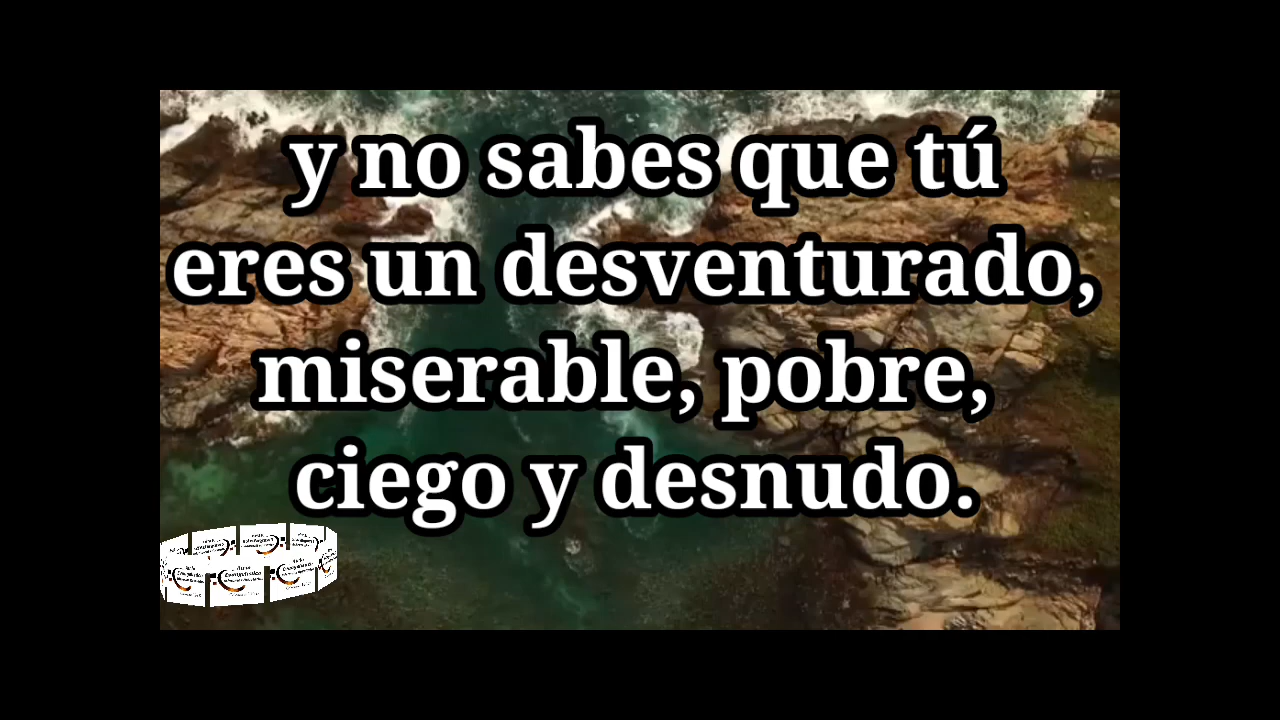 y no sabes que tú
eres un desventurado,
miserable, pobre,
ciego y desnudo.